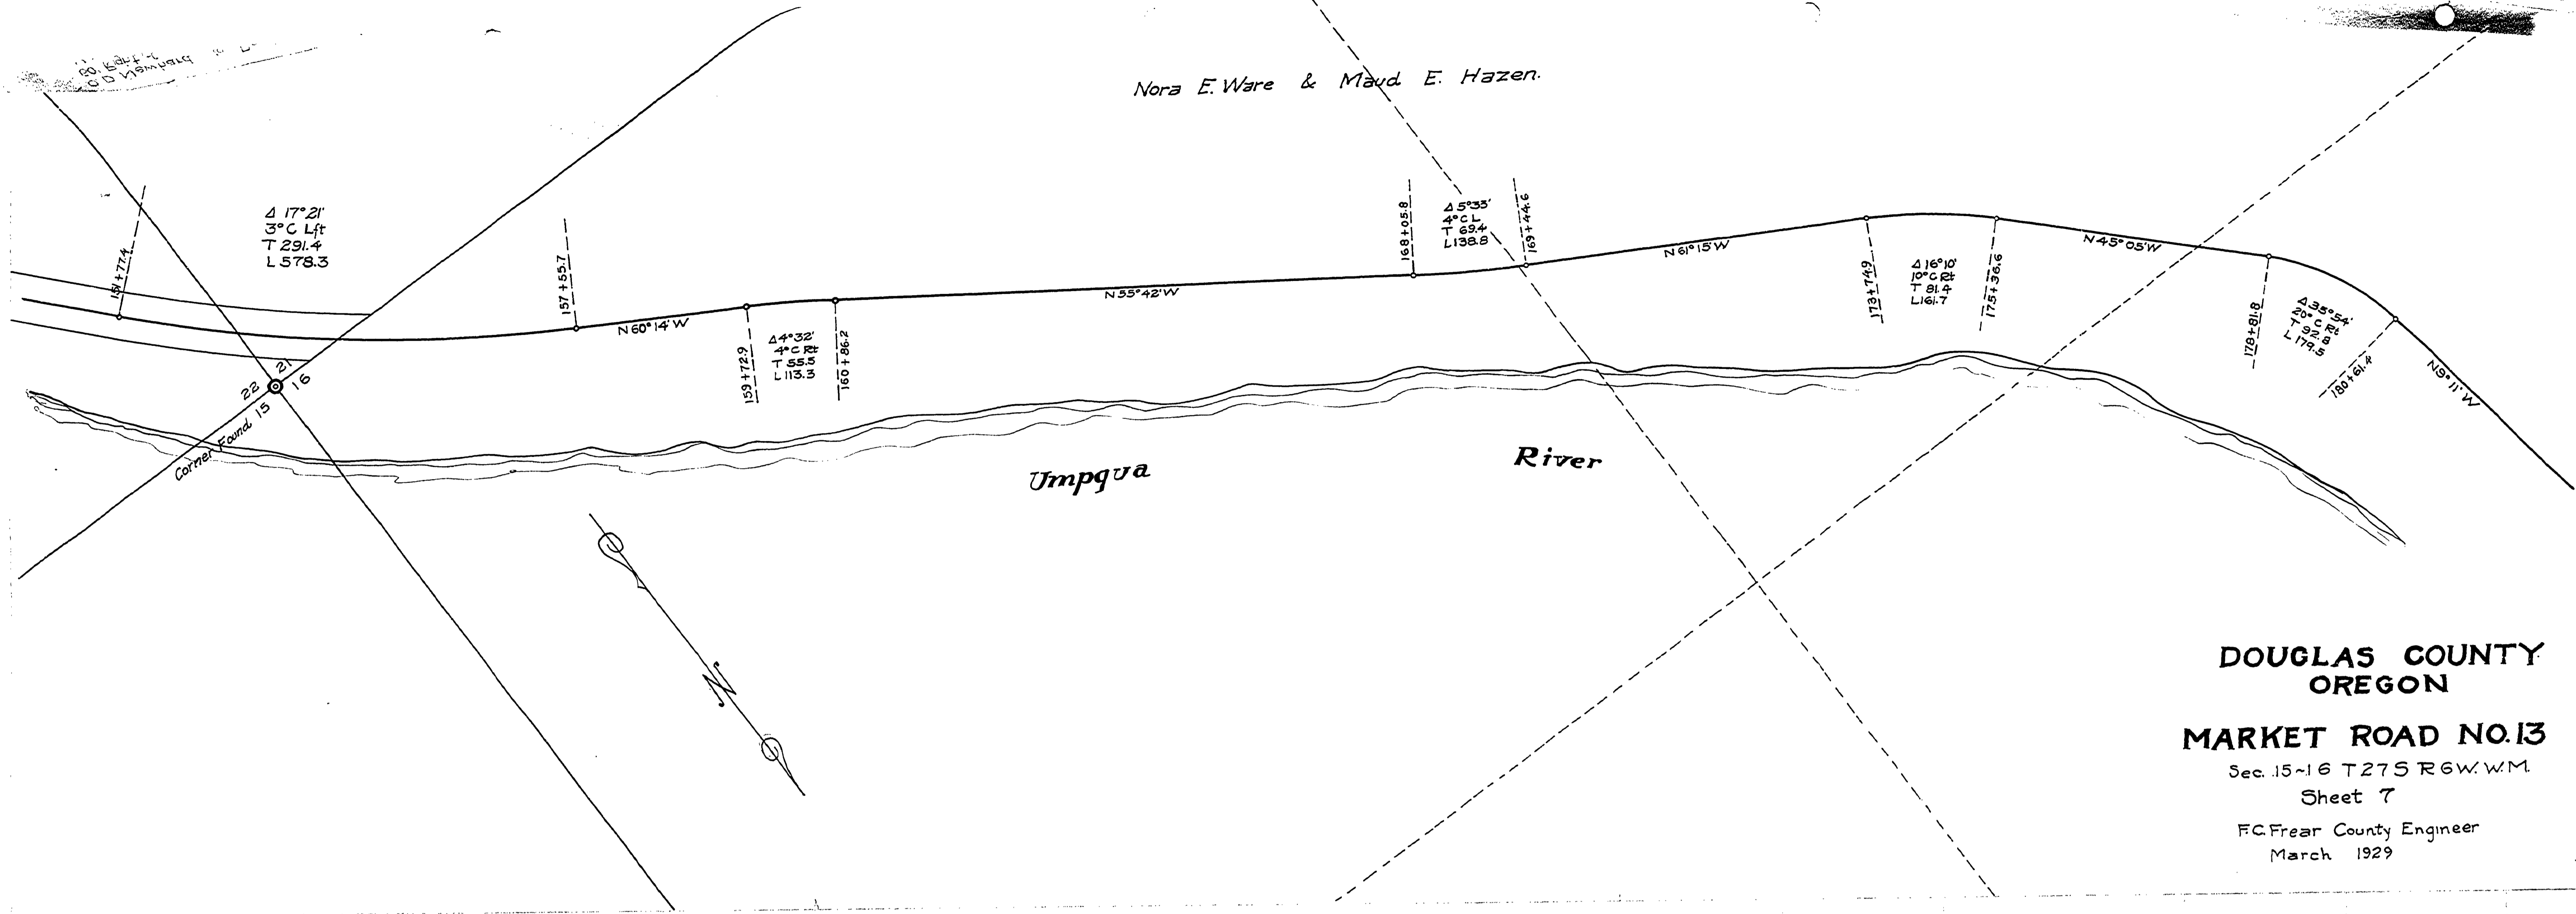 Nora E. Ware & Maud E. Hazen.
151+77.4
Δ 17°21'
3° C Lft
T 291.4
L 578.3
157+55.7
N 60°14' W
159+72.9
Δ 4°32'
4° C Rt
T 55.5
L 113.3
160+86.2
N 55°42' W
168+05.8
Δ 5°33'
4° C L
T 69.4
L 138.8
169+44.6
N 61°15' W
173+74.9
Δ 16°10'
10° C Rt
T 81.4
L 161.7
175+36.6
N 45°05' W
178+81.8
Δ 35°54'
20° C Rt
T 92.8
L 179.5
180+61.4
N 9°11' W
22 21
15 16
Corner Found
Umpqua River
N
DOUGLAS COUNTY
OREGON
MARKET ROAD NO. 13
Sec. 15~16 T 27 S R 6 W. W. M.
Sheet 7
F. C. Frear County Engineer
March 1929